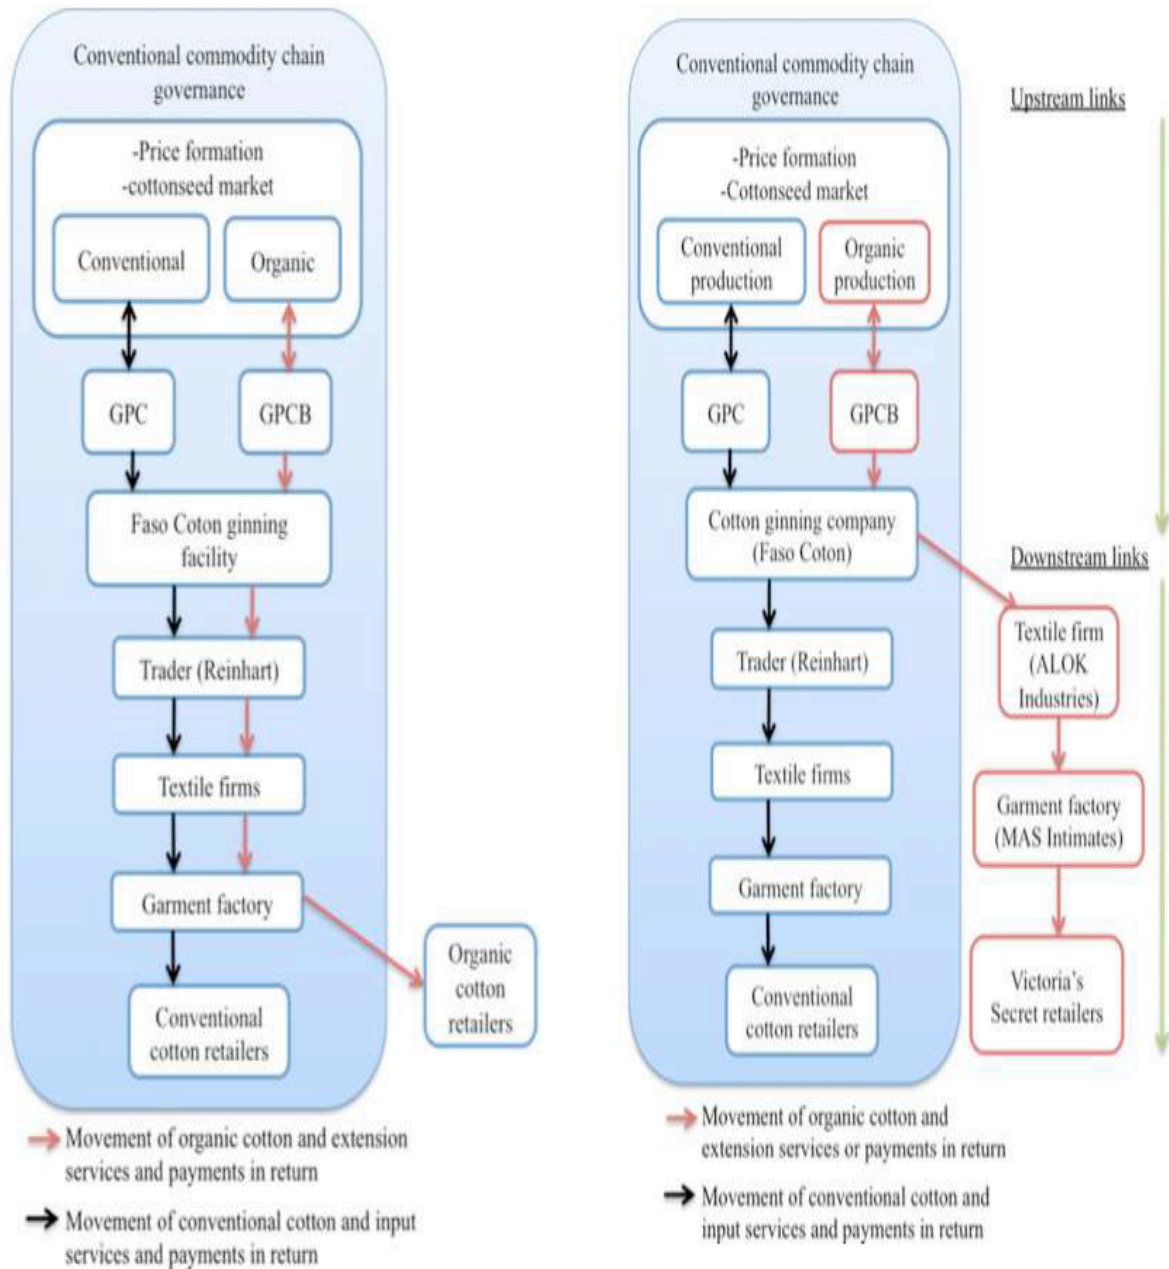 Conventional commodity chain
governance
-Price formation
-cottonseed market
Conventional
Organic
GPC
GPCB
Faso Coton ginning
facility
Trader (Reinhart)
Textile firms
Garment factory
Organic
cotton
retailers
Conventional
cotton retailers
Movement of organic cotton and extension
services and payments in return
Movement of conventional cotton and input
services and payments in return
Conventional commodity chain
governance
-Price formation
-Cottonseed market
Conventional
production
Organic
production
GPC
GPCB
Cotton ginning company
(Faso Coton)
Trader (Reinhart)
Textile firms
Garment factory
Conventional
cotton retailers
Upstream links
Downstream links
Textile firm
(ALOK
Industries)
Garment factory
(MAS Intimates)
Victoria's
Secret retailers
Movement of organic cotton and
extension services or payments in return
Movement of conventional cotton and
input services and payments in return